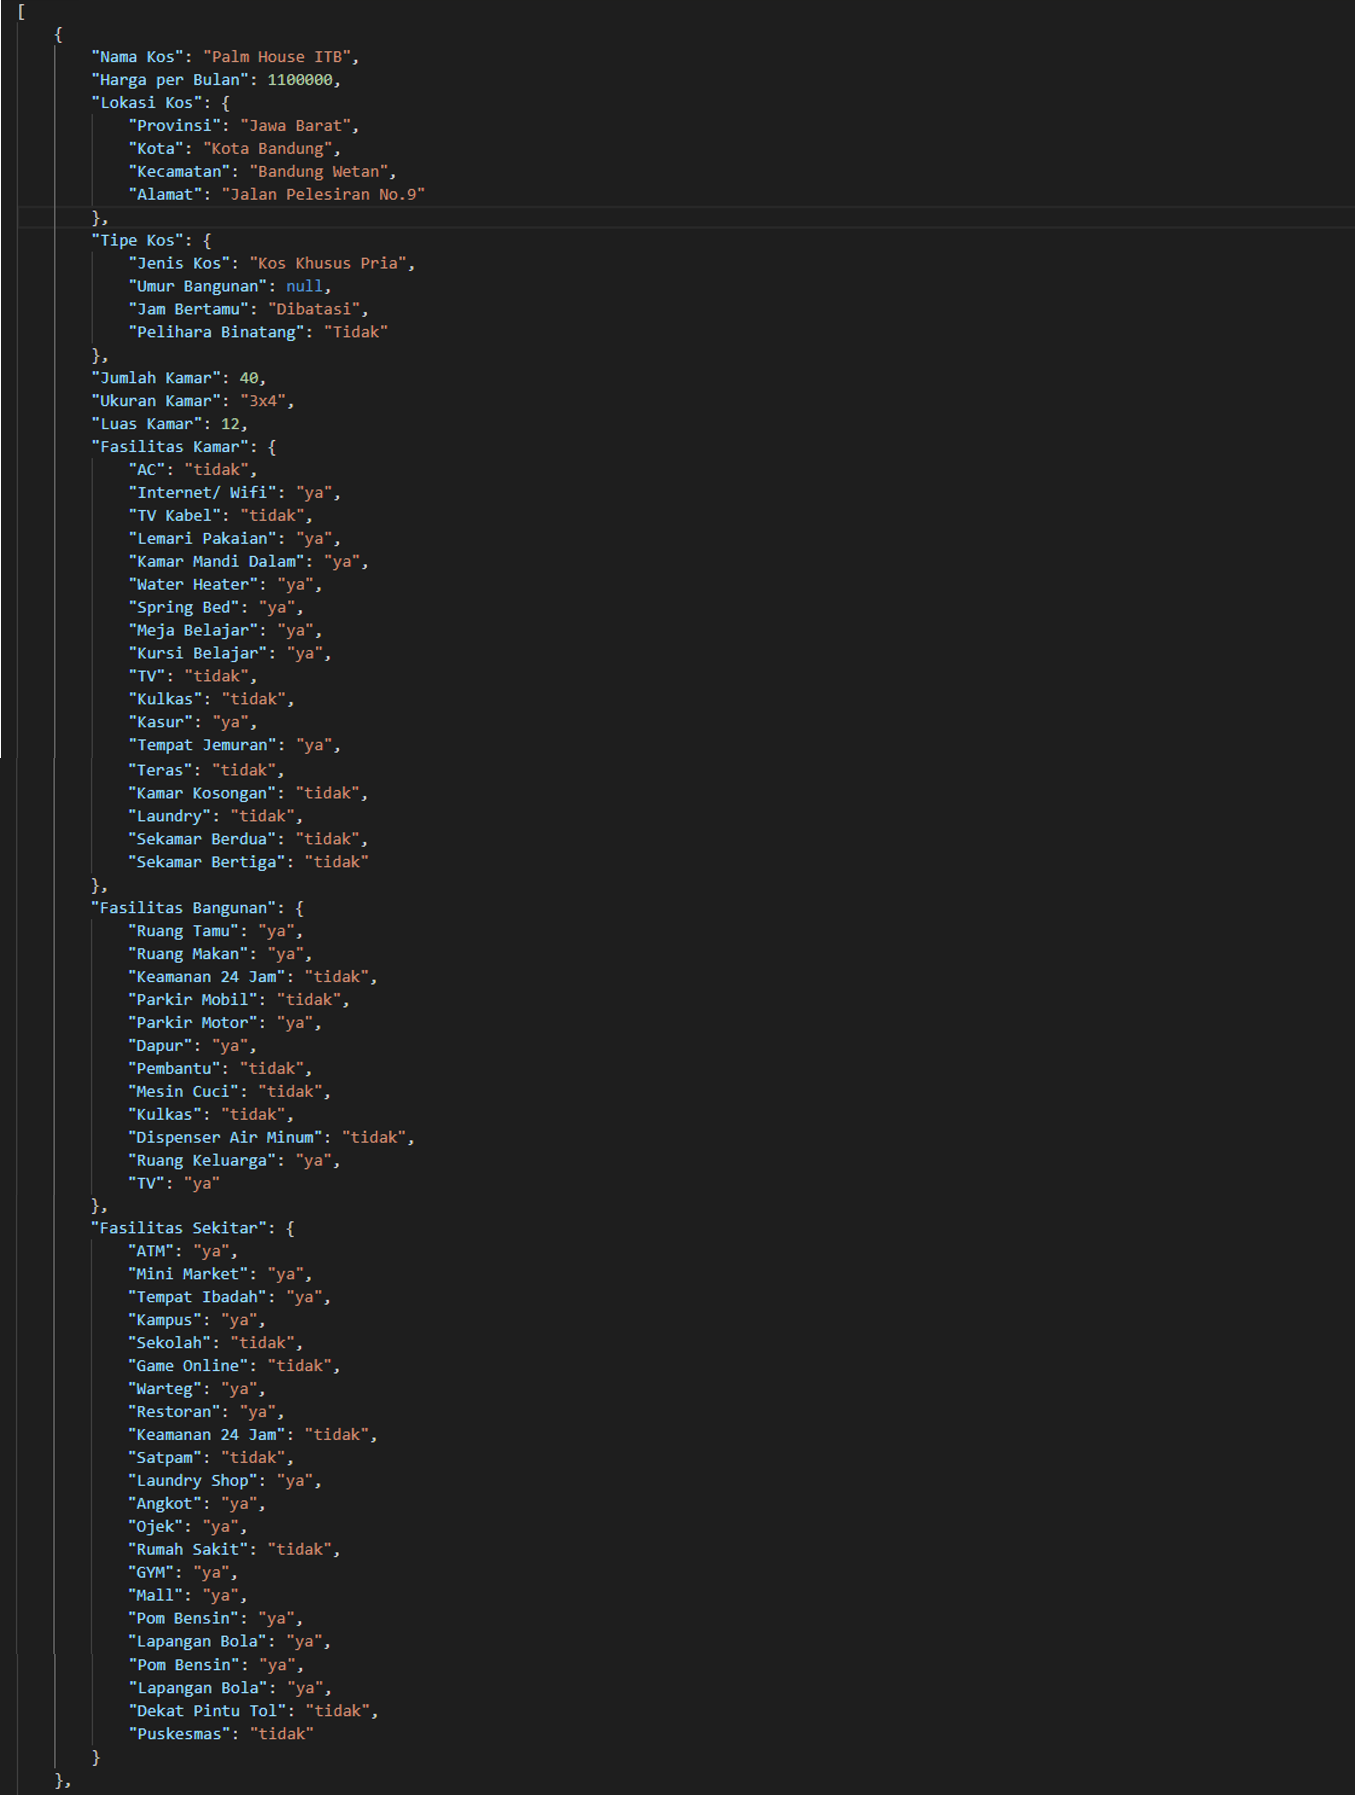 [
{
"Nama Kos": "Palm House ITB",
"Harga per Bulan": 1100000,
"Lokasi Kos": {
"Provinsi": "Jawa Barat",
"Kota": "Kota Bandung",
"Kecamatan": "Bandung Wetan",
"Alamat": "Jalan Pelesiran No.9"
},
"Tipe Kos": {
"Jenis Kos": "Kos Khusus Pria",
"Umur Bangunan": null,
"Jam Bertamu": "Dibatasi",
"Pelihara Binatang": "Tidak"
},
"Jumlah Kamar": 40,
"Ukuran Kamar": "3x4",
"Luas Kamar": 12,
"Fasilitas Kamar": {
"AC": "tidak",
"Internet/ Wifi": "ya",
"TV Kabel": "tidak",
"Lemari Pakaian": "ya",
"Kamar Mandi Dalam": "ya",
"Water Heater": "ya",
"Spring Bed": "ya",
"Meja Belajar": "ya",
"Kursi Belajar": "ya",
"TV": "tidak",
"Kulkas": "tidak",
"Kasur": "ya",
"Tempat Jemuran": "ya",
"Teras": "tidak",
"Kamar Kosongan": "tidak",
"Laundry": "tidak",
"Sekamar Berdua": "tidak",
"Sekamar Bertiga": "tidak"
},
"Fasilitas Bangunan": {
"Ruang Tamu": "ya",
"Ruang Makan": "ya",
"Keamanan 24 Jam": "tidak",
"Parkir Mobil": "tidak",
"Parkir Motor": "ya",
"Dapur": "ya",
"Pembantu": "tidak",
"Mesin Cuci": "tidak",
"Kulkas": "tidak",
"Dispenser Air Minum": "tidak",
"Ruang Keluarga": "ya",
"TV": "ya"
},
"Fasilitas Sekitar": {
"ATM": "ya",
"Mini Market": "ya",
"Tempat Ibadah": "ya",
"Kampus": "ya",
"Sekolah": "tidak",
"Game Online": "tidak",
"Warteg": "ya",
"Restoran": "ya",
"Keamanan 24 Jam": "tidak",
"Satpam": "tidak",
"Laundry Shop": "ya",
"Angkot": "ya",
"Ojek": "ya",
"Rumah Sakit": "tidak",
"GYM": "ya",
"Mall": "ya",
"Pom Bensin": "ya",
"Lapangan Bola": "ya",
"Pom Bensin": "ya",
"Lapangan Bola": "ya",
"Dekat Pintu Tol": "tidak",
"Puskesmas": "tidak"
}
},